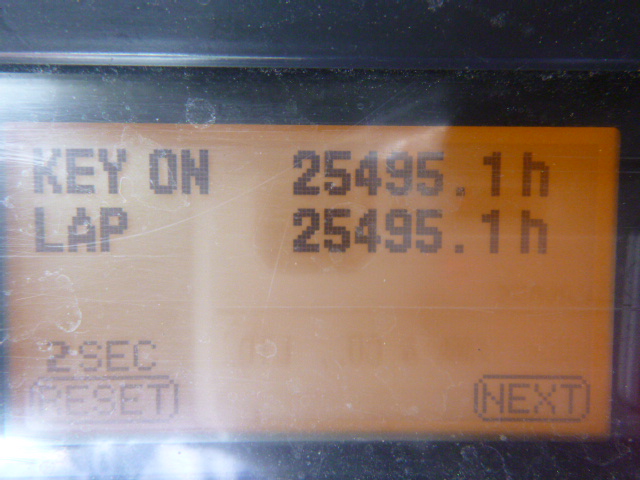 KEY ON 25495.1h
LAP 25495.1h
2SEC
RESET NEXT